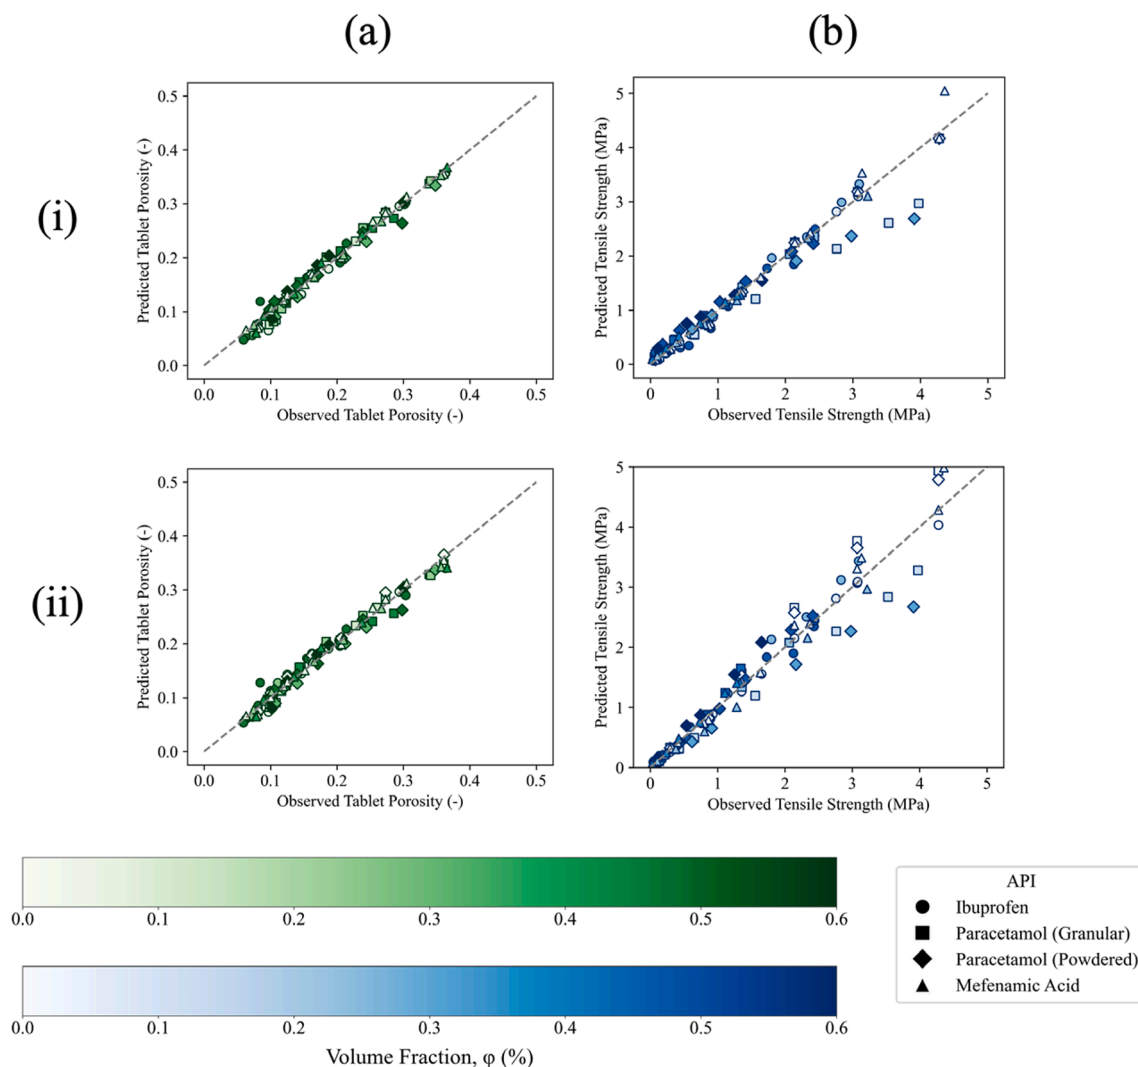 (a)
(b)
(i)
0.5
0.4
0.3
0.2
0.1
0.0
Predicted Tablet Porosity (-)
0.0 0.1 0.2 0.3 0.4 0.5
Observed Tablet Porosity (-)
5
4
3
2
1
0
Predicted Tensile Strength (MPa)
0 1 2 3 4 5
Observed Tensile Strength (MPa)
(ii)
0.5
0.4
0.3
0.2
0.1
0.0
Predicted Tablet Porosity (-)
0.0 0.1 0.2 0.3 0.4 0.5
Observed Tablet Porosity (-)
5
4
3
2
1
0
Predicted Tensile Strength (MPa)
0 1 2 3 4 5
Observed Tensile Strength (MPa)
0.0 0.1 0.2 0.3 0.4 0.5 0.6
0.0 0.1 0.2 0.3 0.4 0.5 0.6
Volume Fraction, φ (%)
API
Ibuprofen
Paracetamol (Granular)
Paracetamol (Powdered)
Mefenamic Acid